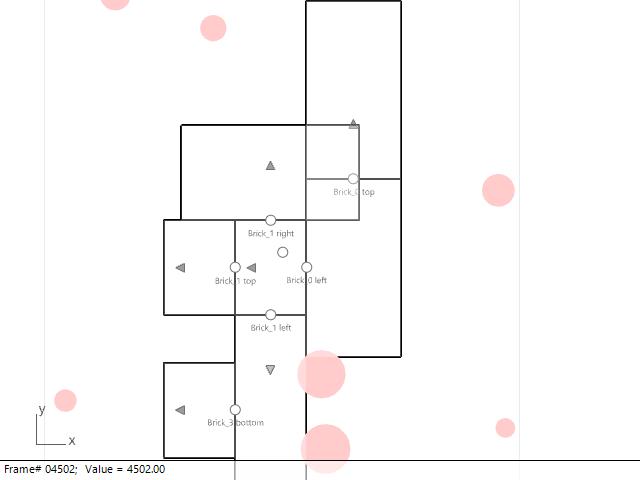 Brick_0 top
Brick_1 right
Brick_1 top
Brick_0 left
Brick_1 left
Brick_3 bottom
y
x
Frame# 04502; Value = 4502.00